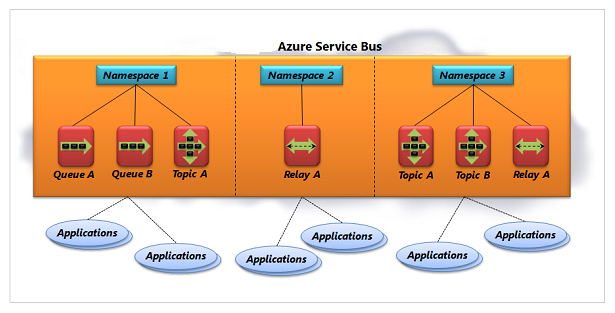 Azure Service Bus
Namespace 1
Namespace 2
Namespace 3
Queue A
Queue B
Topic A
Relay A
Topic A
Topic B
Relay A
Applications
Applications
Applications
Applications
Applications
Applications